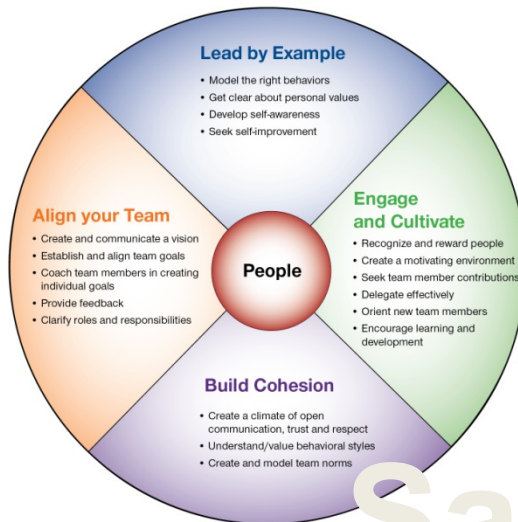 Lead by Example
• Model the right behaviors
• Get clear about personal values
• Develop self-awareness
• Seek self-improvement
Engage
and Cultivate
• Recognize and reward people
• Create a motivating environment
• Seek team member contributions
• Delegate effectively
• Orient new team members
• Encourage learning and
development
Align your Team
• Create and communicate a vision
• Establish and align team goals
• Coach team members in creating
individual goals
• Provide feedback
• Clarify roles and responsibilities
People
Build Cohesion
• Create a climate of open
communication, trust and respect
• Understand/value behavioral styles
• Create and model team norms
Sa